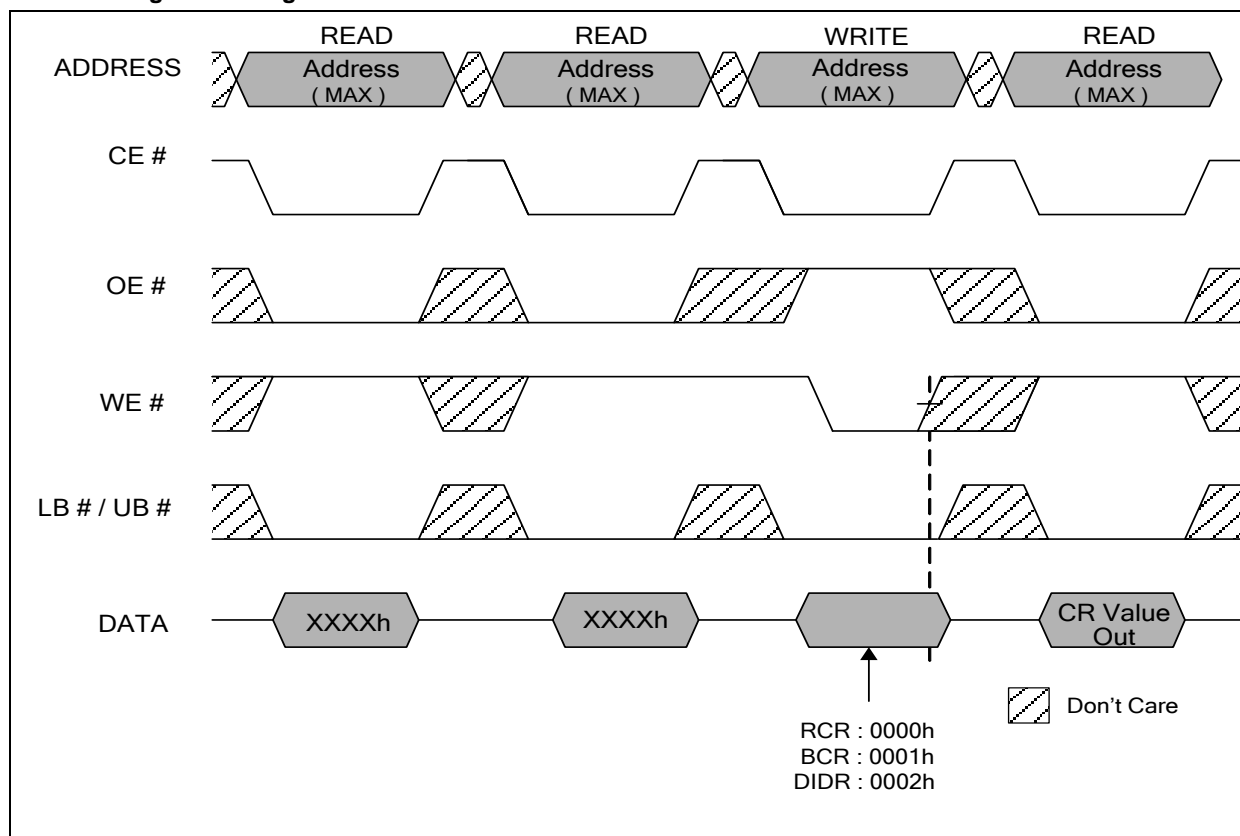 READ READ WRITE READ
ADDRESS Address Address Address Address
( MAX ) ( MAX ) ( MAX ) ( MAX )
CE #
OE #
WE #
LB # / UB #
DATA XXXXh XXXXh CR Value
Out
Don't Care
RCR : 0000h
BCR : 0001h
DIDR : 0002h